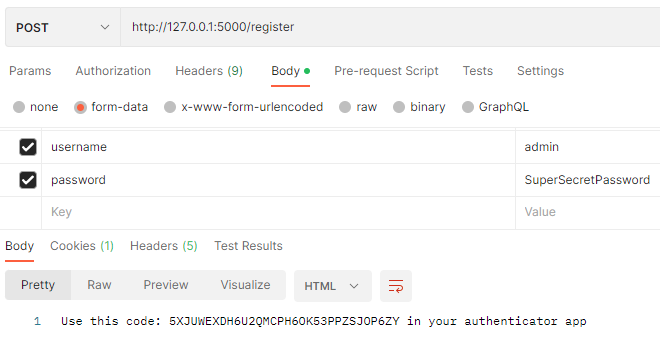 POST http://127.0.0.1:5000/register
Params Authorization Headers (9) Body Pre-request Script Tests Settings
none form-data x-www-form-urlencoded raw binary GraphQL
username admin
password SuperSecretPassword
Key Value
Body Cookies (1) Headers (5) Test Results
Pretty Raw Preview Visualize HTML
1 Use this code: 5XJUWEXDH6U2QMCPH6OK53PPZSJOP6ZY in your authenticator app